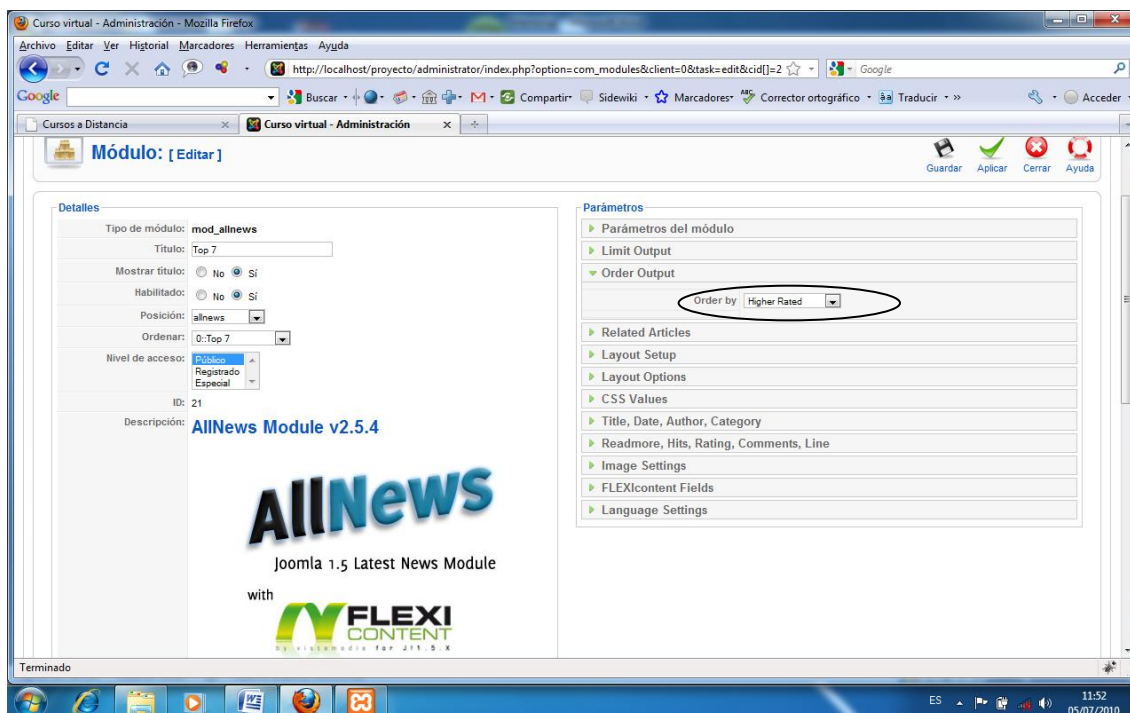 Curso virtual - Administración - Mozilla Firefox
Archivo Editar Ver Historial Marcadores Herramientas Ayuda
http://localhost/proyecto/administrator/index.php?option=com_modules&client=0&task=edit&cid[]=2 Google
Google Buscar Compartir Sidewiki Marcadores Corrector ortográfico Traducir » Acceder
Cursos a Distancia Curso virtual - Administración
Módulo: [ Editar ]
Guardar Aplicar Cerrar Ayuda
Detalles
Tipo de módulo: mod_allnews
Título: Top 7
Mostrar título: No Sí
Habilitado: No Sí
Posición: allnews
Ordenar: 0::Top 7
Nivel de acceso: Público
Registrado
Especial
ID: 21
Descripción: AllNews Module v2.5.4
AllNews
Joomla 1.5 Latest News Module
with
FLEXI
CONTENT
by vistamedia for J!1.5.X
Parámetros
Parámetros del módulo
Limit Output
Order Output
Order by Higher Rated
Related Articles
Layout Setup
Layout Options
CSS Values
Title, Date, Author, Category
Readmore, Hits, Rating, Comments, Line
Image Settings
FLEXIcontent Fields
Language Settings
Terminado
ES 11:52
05/07/2010